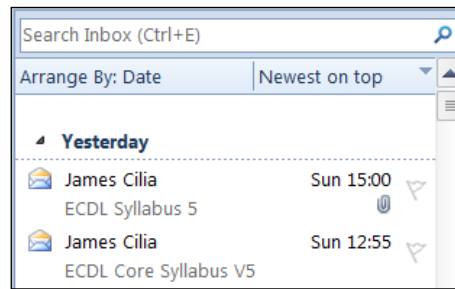 Search Inbox (Ctrl+E)
Arrange By: Date Newest on top
Yesterday
James Cilia Sun 15:00
ECDL Syllabus 5
James Cilia Sun 12:55
ECDL Core Syllabus V5